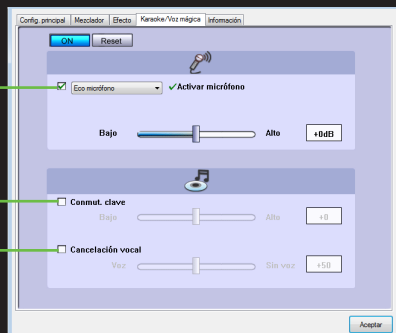 Config. principal Mezclador Efecto Karaoke/Voz mágica Información
ON Reset
Eco micrófono ✓Activar micrófono
Bajo Alto +0dB
Conmut. clave
Bajo Alto +0
Cancelación vocal
Voz Sin voz +50
Aceptar